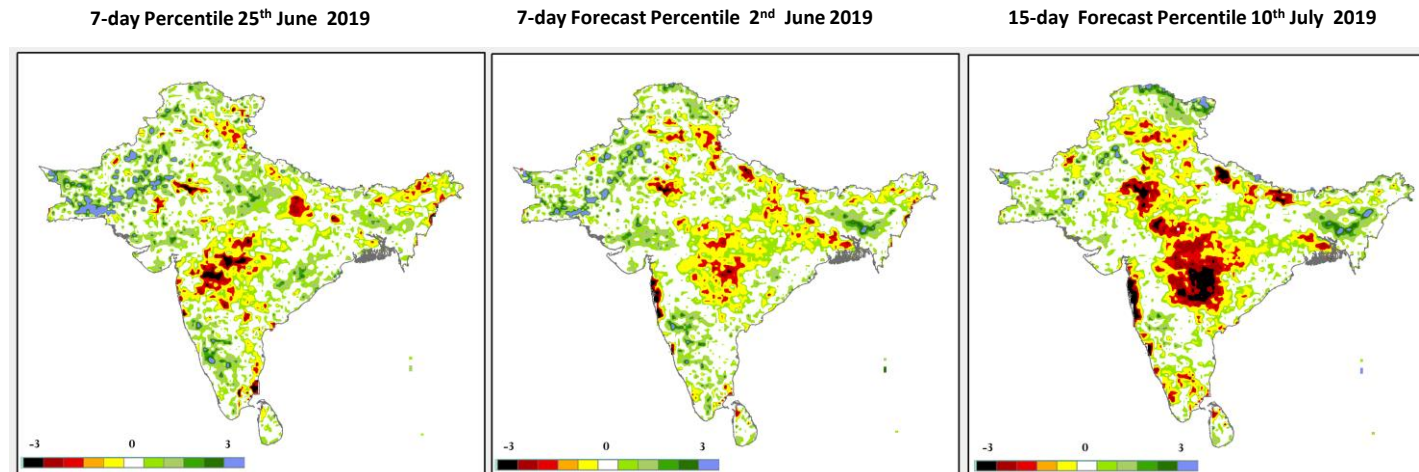 7-day Percentile 25th June 2019
7-day Forecast Percentile 2nd June 2019
15-day Forecast Percentile 10th July 2019
-3 0 3
-3 0 3
-3 0 3